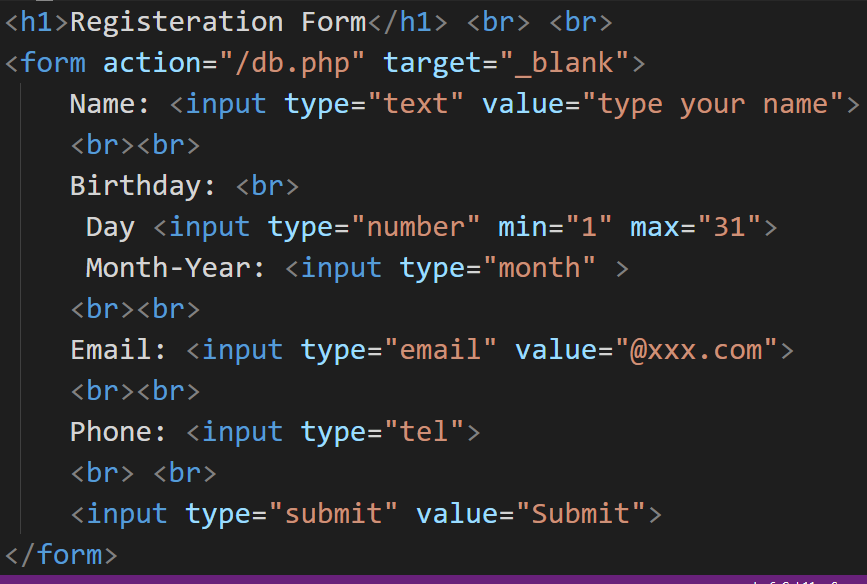 <h1>Registeration Form</h1> <br> <br>
<form action="/db.php" target="_blank">
Name: <input type="text" value="type your name">
<br><br>
Birthday: <br>
Day <input type="number" min="1" max="31">
Month-Year: <input type="month" >
<br><br>
Email: <input type="email" value="@xxx.com">
<br><br>
Phone: <input type="tel">
<br> <br>
<input type="submit" value="Submit">
</form>